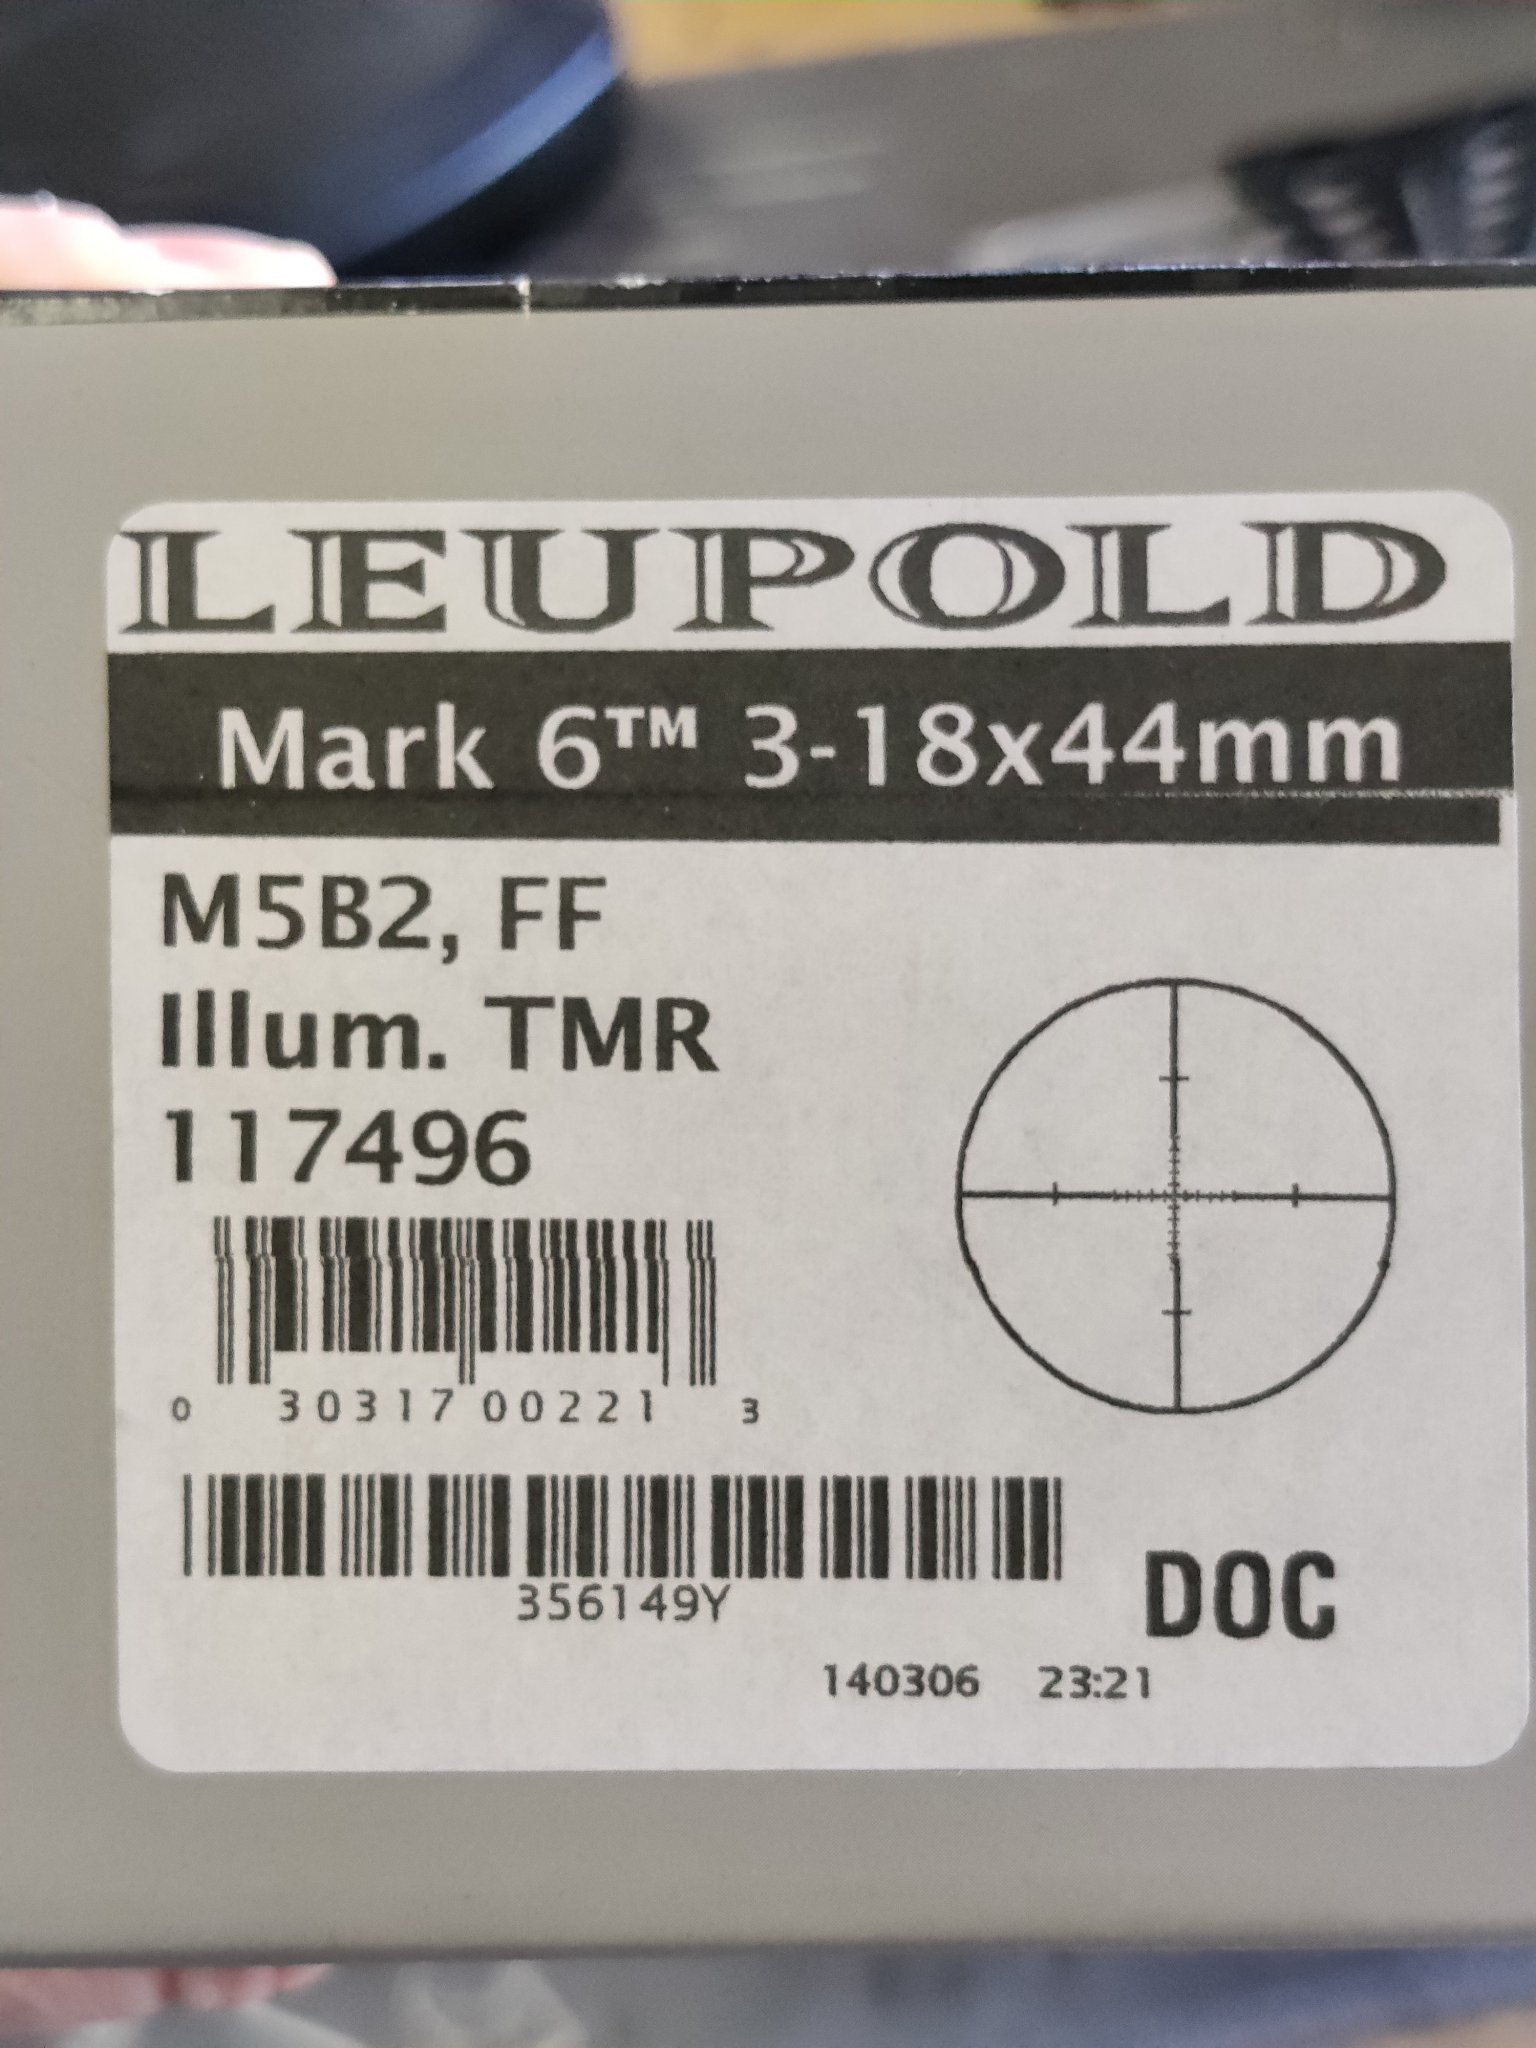 LEUPOLD
Mark 6™ 3-18x44mm
M5B2, FF
Illum. TMR
117496
0 30317 00221 3
356149Y
DOC
140306 23:21